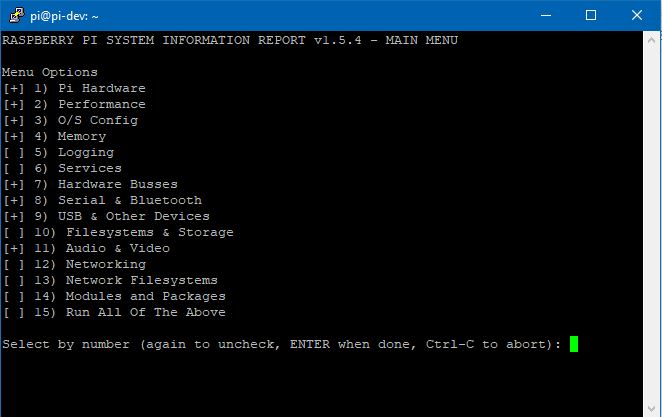 pi@pi-dev: ~
RASPBERRY PI SYSTEM INFORMATION REPORT v1.5.4 – MAIN MENU
Menu Options
[+] 1) Pi Hardware
[+] 2) Performance
[+] 3) O/S Config
[+] 4) Memory
[ ] 5) Logging
[ ] 6) Services
[+] 7) Hardware Busses
[+] 8) Serial & Bluetooth
[+] 9) USB & Other Devices
[ ] 10) Filesystems & Storage
[+] 11) Audio & Video
[ ] 12) Networking
[ ] 13) Network Filesystems
[ ] 14) Modules and Packages
[ ] 15) Run All Of The Above
Select by number (again to uncheck, ENTER when done, Ctrl-C to abort):